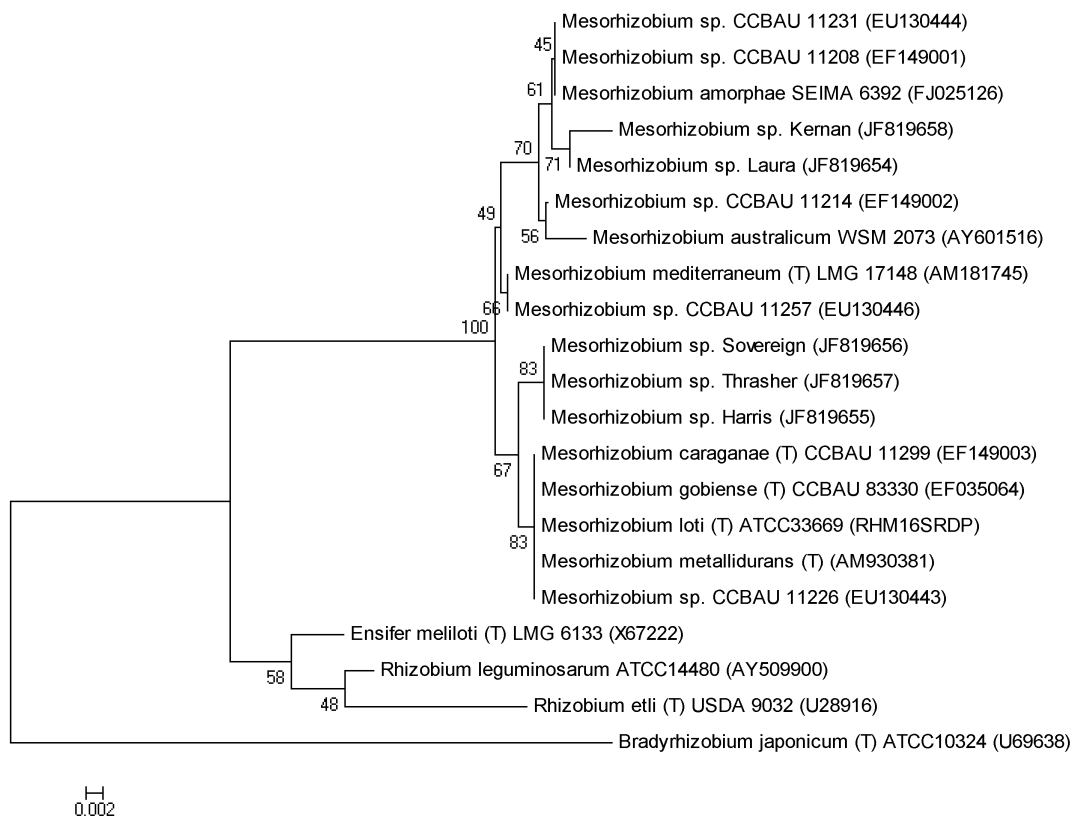 Mesorhizobium sp. CCBAU 11231 (EU130444)
45
Mesorhizobium sp. CCBAU 11208 (EF149001)
61
Mesorhizobium amorphae SEIMA 6392 (FJ025126)
Mesorhizobium sp. Kernan (JF819658)
70
71
Mesorhizobium sp. Laura (JF819654)
Mesorhizobium sp. CCBAU 11214 (EF149002)
49
56
Mesorhizobium australicum WSM 2073 (AY601516)
Mesorhizobium mediterraneum (T) LMG 17148 (AM181745)
66
Mesorhizobium sp. CCBAU 11257 (EU130446)
100
Mesorhizobium sp. Sovereign (JF819656)
83
Mesorhizobium sp. Thrasher (JF819657)
Mesorhizobium sp. Harris (JF819655)
Mesorhizobium caraganae (T) CCBAU 11299 (EF149003)
67
Mesorhizobium gobiense (T) CCBAU 83330 (EF035064)
Mesorhizobium loti (T) ATCC33669 (RHM16SRDP)
83
Mesorhizobium metallidurans (T) (AM930381)
Mesorhizobium sp. CCBAU 11226 (EU130443)
Ensifer meliloti (T) LMG 6133 (X67222)
58
Rhizobium leguminosarum ATCC14480 (AY509900)
48
Rhizobium etli (T) USDA 9032 (U28916)
Bradyrhizobium japonicum (T) ATCC10324 (U69638)
0.002